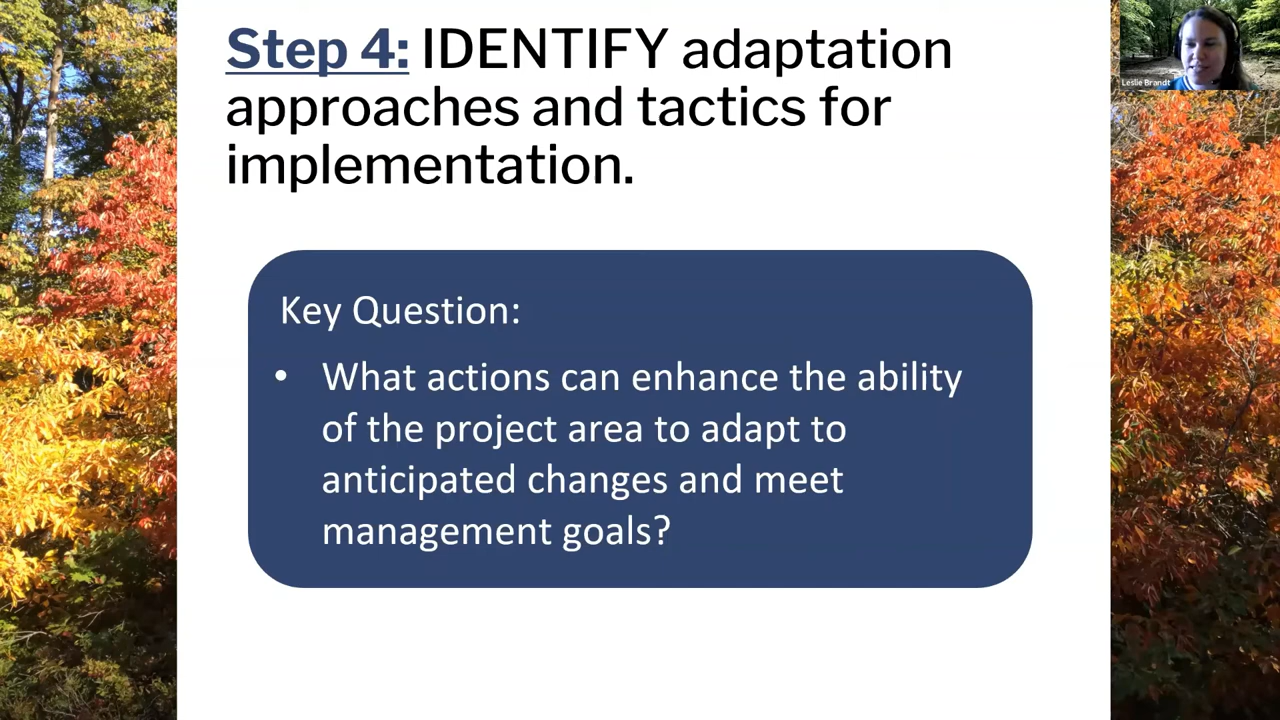 Step 4: IDENTIFY adaptation
approaches and tactics for
implementation.
Leslie Brandt
Key Question:
• What actions can enhance the ability
of the project area to adapt to
anticipated changes and meet
management goals?